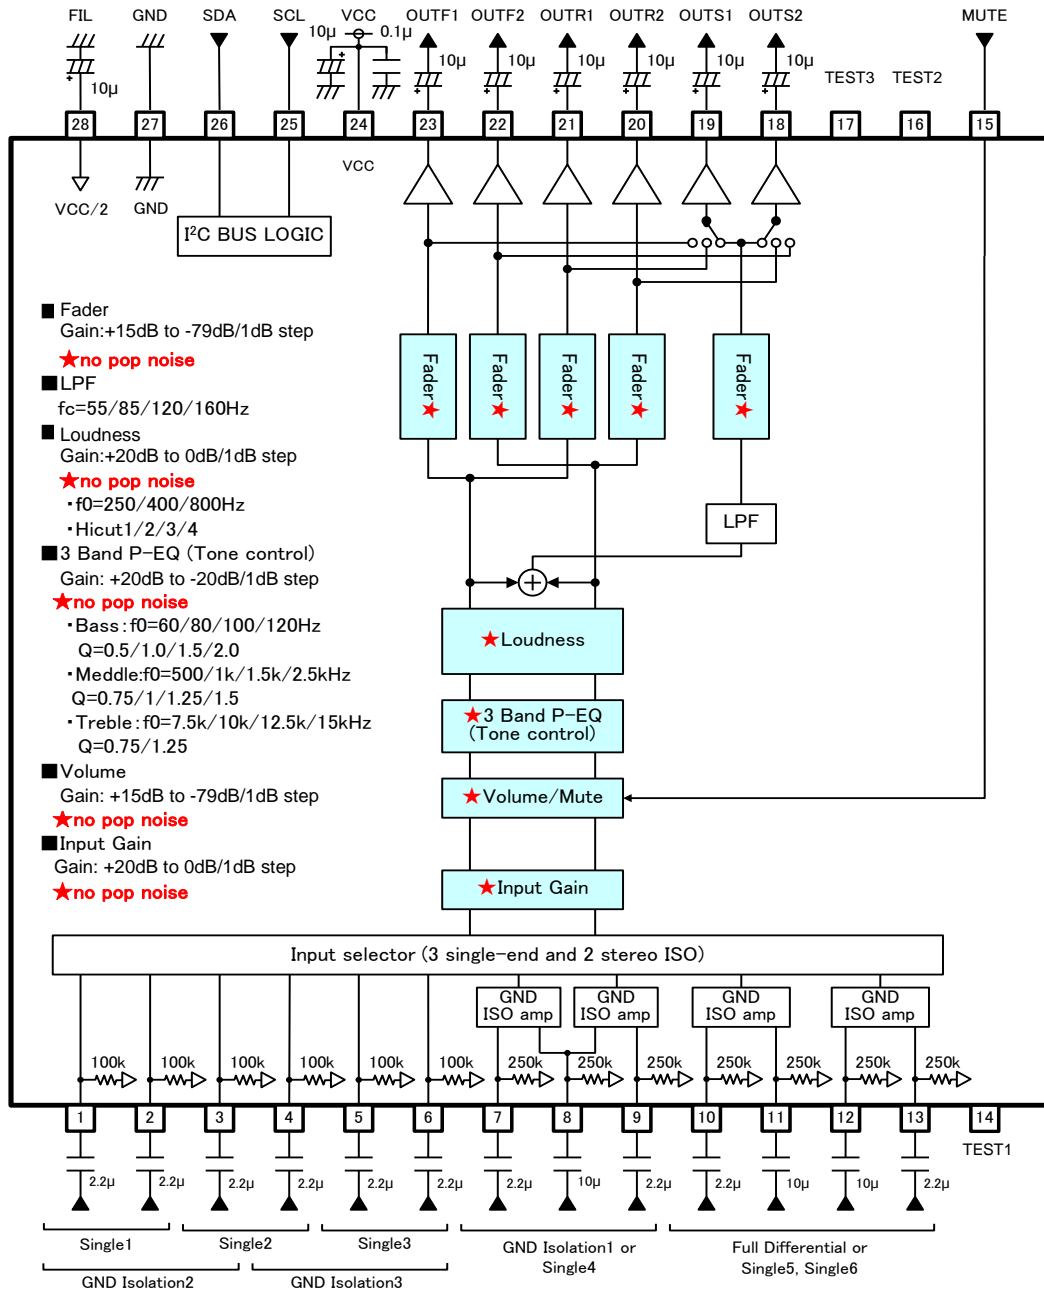 FIL GND SDA SCL VCC OUTF1 OUTF2 OUTR1 OUTR2 OUTS1 OUTS2 MUTE
10μ 0.1μ
10μ 10μ 10μ 10μ 10μ 10μ 10μ
TEST3 TEST2
28 27 26 25 24 23 22 21 20 19 18 17 16 15
VCC
VCC/2 GND
I²C BUS LOGIC
■ Fader
Gain:+15dB to -79dB/1dB step
★no pop noise
■LPF
fc=55/85/120/160Hz
■ Loudness
Gain:+20dB to 0dB/1dB step
★no pop noise
・f0=250/400/800Hz
・Hicut1/2/3/4
■3 Band P-EQ (Tone control)
Gain: +20dB to -20dB/1dB step
★no pop noise
・Bass:f0=60/80/100/120Hz
Q=0.5/1.0/1.5/2.0
・Meddle:f0=500/1k/1.5k/2.5kHz
Q=0.75/1/1.25/1.5
・Treble:f0=7.5k/10k/12.5k/15kHz
Q=0.75/1.25
■Volume
Gain: +15dB to -79dB/1dB step
★no pop noise
■Input Gain
Gain: +20dB to 0dB/1dB step
★no pop noise
Fader★ Fader★ Fader★ Fader★ Fader★
LPF
★Loudness
★3 Band P-EQ
(Tone control)
★Volume/Mute
★Input Gain
Input selector (3 single-end and 2 stereo ISO)
GND
ISO amp
GND
ISO amp
GND
ISO amp
GND
ISO amp
100k 100k 100k 100k 100k 100k 250k 250k 250k 250k 250k 250k 250k
1 2 3 4 5 6 7 8 9 10 11 12 13 14
TEST1
2.2μ 2.2μ 2.2μ 2.2μ 2.2μ 2.2μ 2.2μ 10μ 2.2μ 2.2μ 10μ 10μ 2.2μ
Single1 Single2 Single3
GND Isolation1 or
Single4
Full Differential or
Single5, Single6
GND Isolation2 GND Isolation3